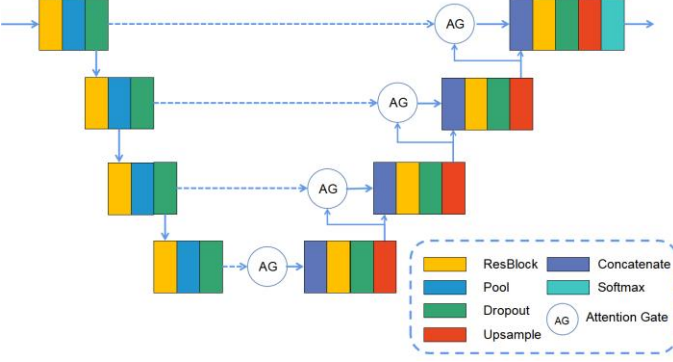 AG
AG
AG
AG
ResBlock
Concatenate
Pool
Softmax
Dropout
AG
Attention Gate
Upsample